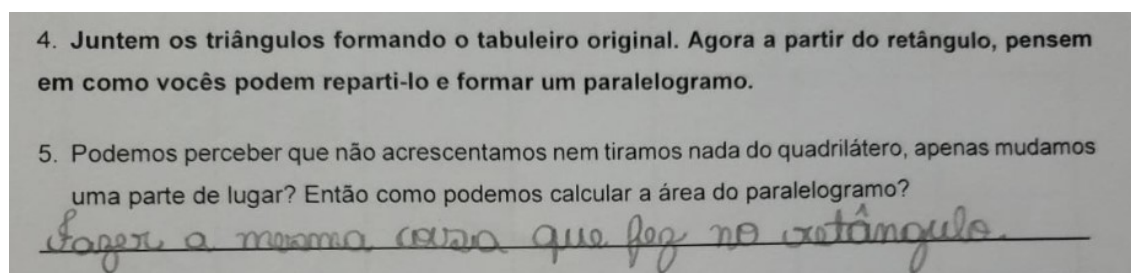 4. Juntem os triângulos formando o tabuleiro original. Agora a partir do retângulo, pensem
em como vocês podem reparti-lo e formar um paralelogramo.
5. Podemos perceber que não acrescentamos nem tiramos nada do quadrilátero, apenas mudamos
uma parte de lugar? Então como podemos calcular a área do paralelogramo?
Fazer a mesma coisa que fez no retângulo.